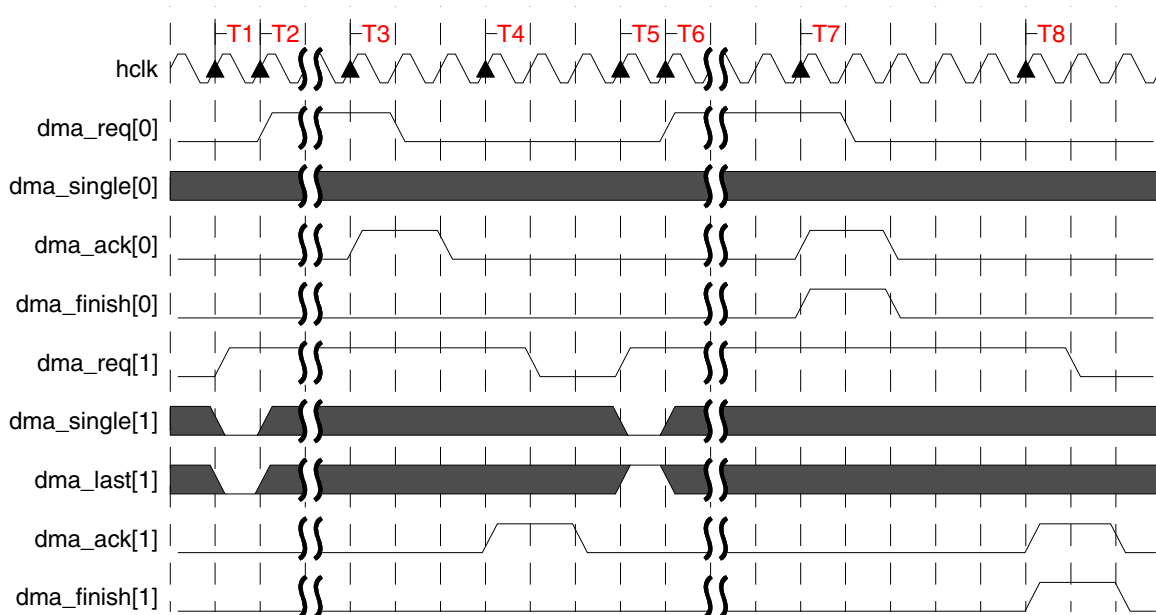 T1 T2 T3 T4 T5 T6 T7 T8
hclk
dma_req[0]
dma_single[0]
dma_ack[0]
dma_finish[0]
dma_req[1]
dma_single[1]
dma_last[1]
dma_ack[1]
dma_finish[1]